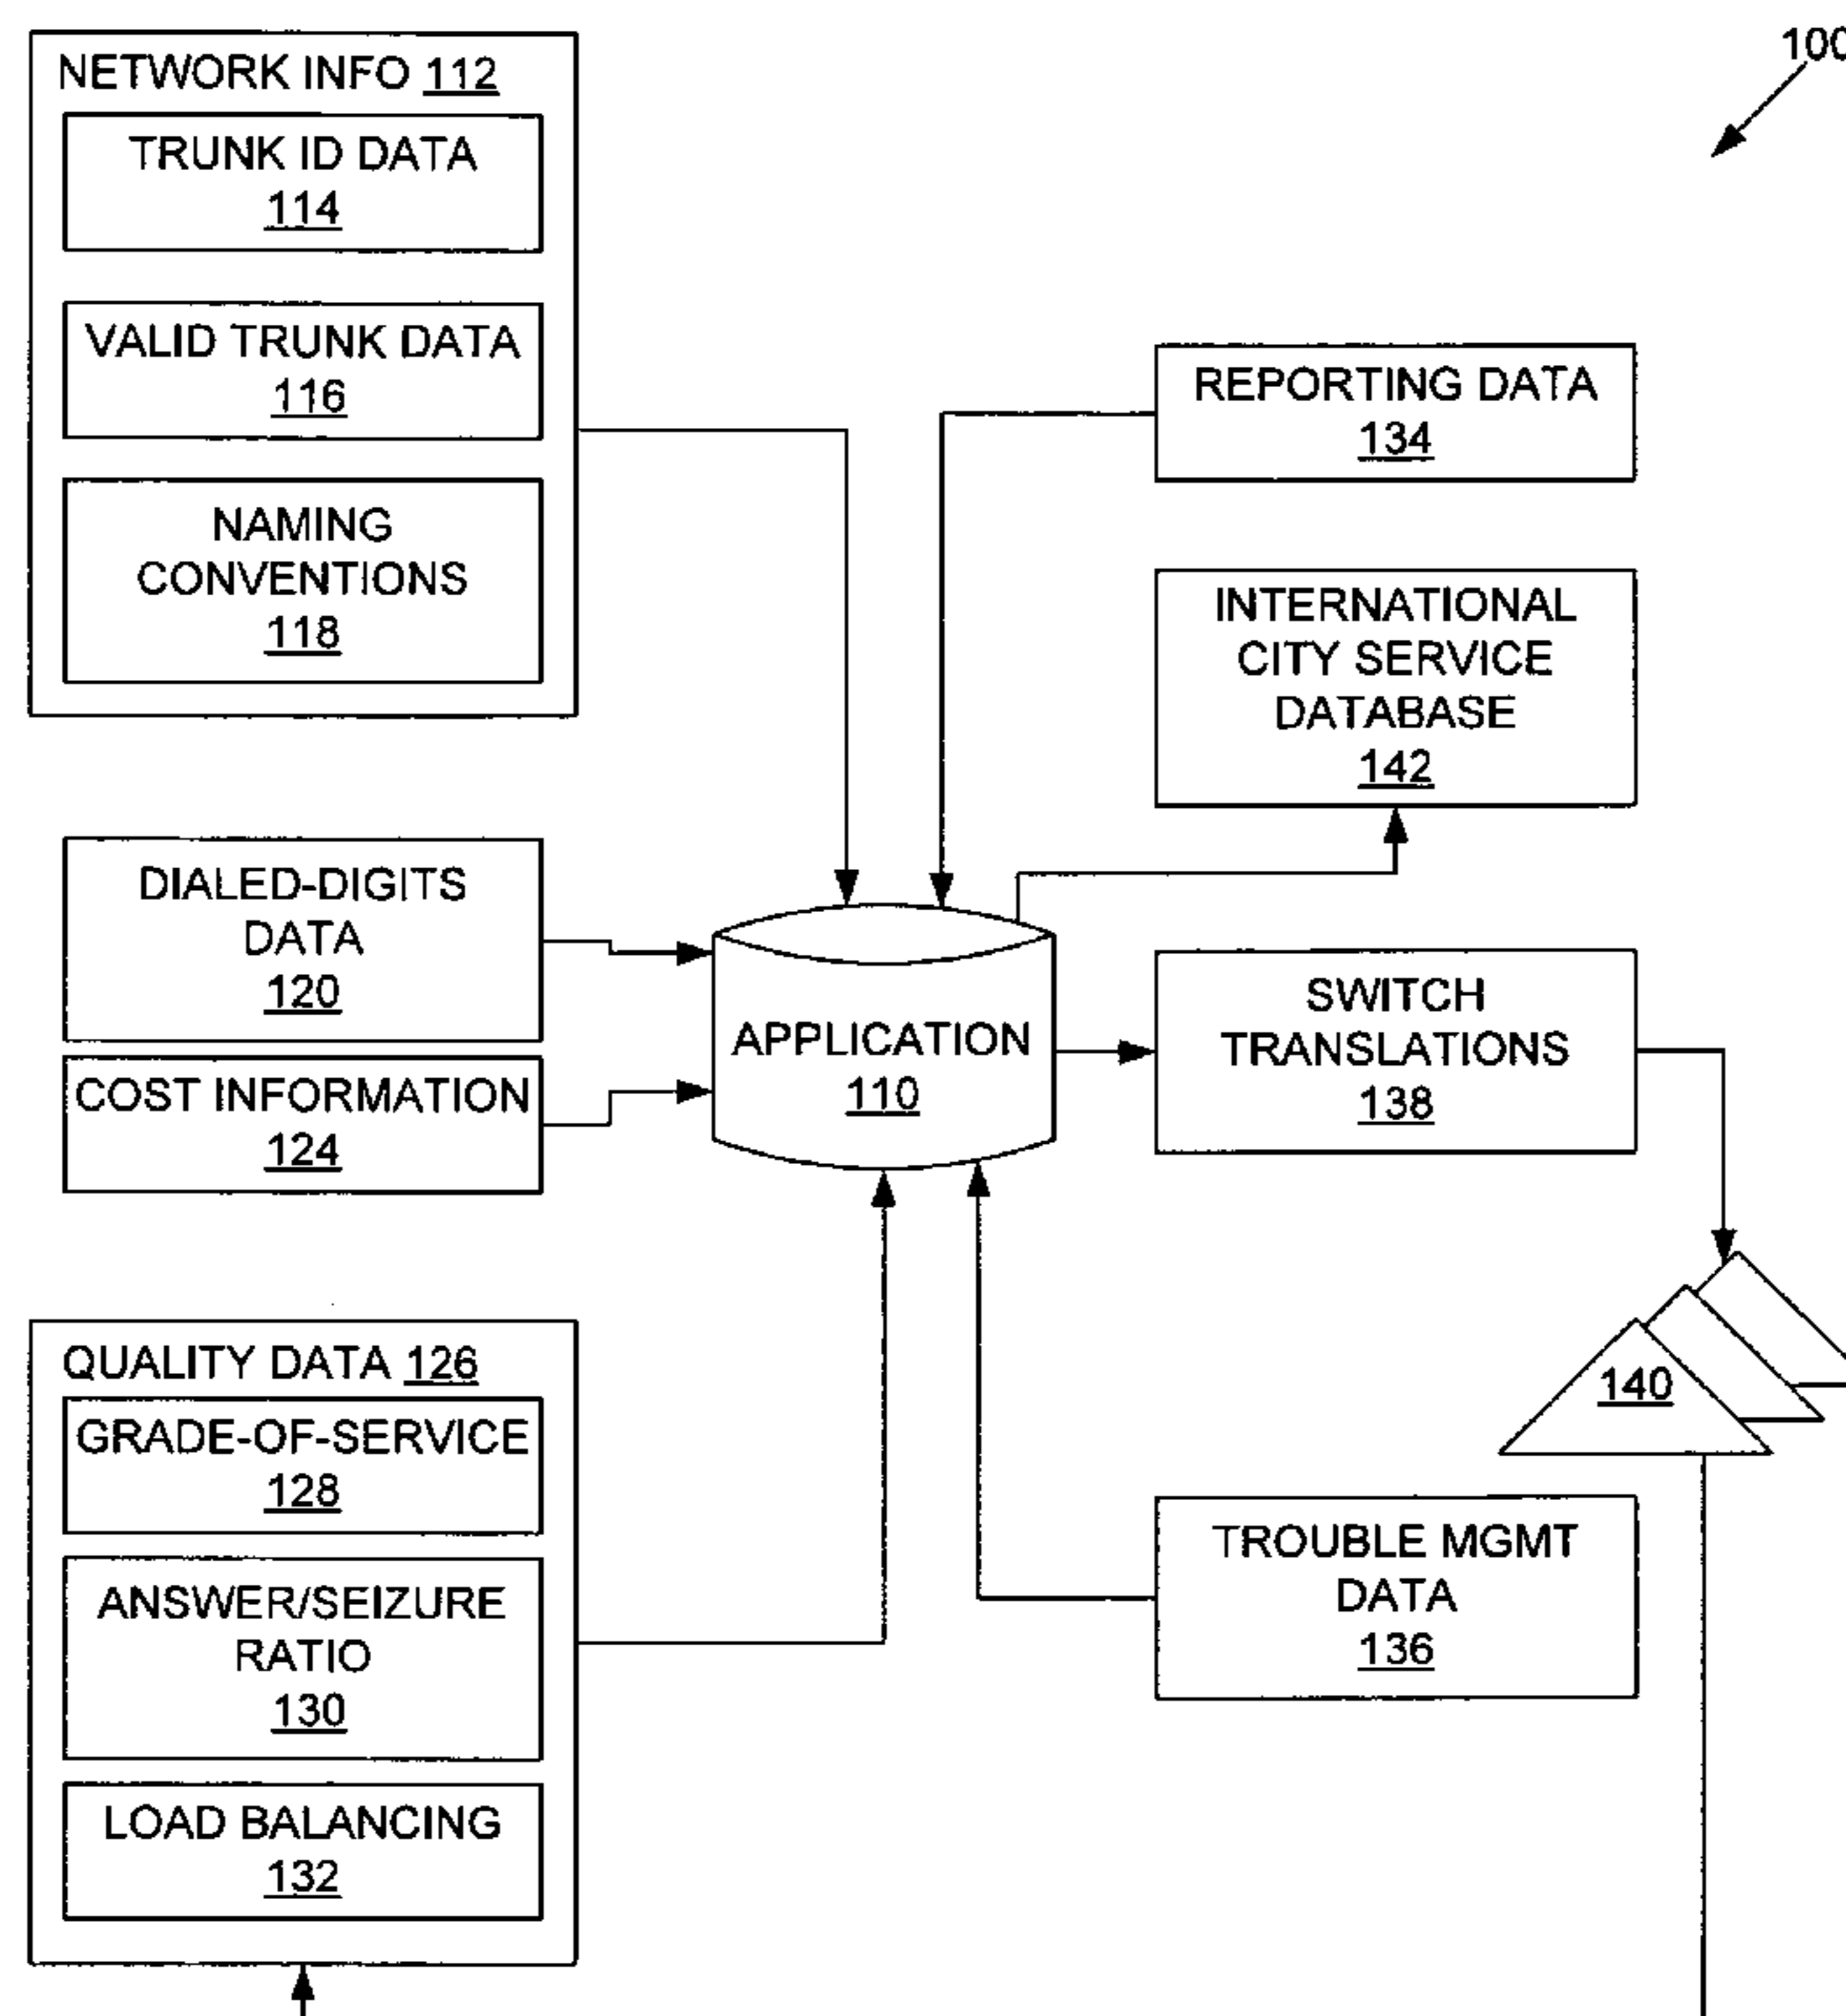 100
NETWORK INFO 112
TRUNK ID DATA
114
VALID TRUNK DATA
116
NAMING
CONVENTIONS
118
REPORTING DATA
134
INTERNATIONAL
CITY SERVICE
DATABASE
142
DIALED-DIGITS
DATA
120
COST INFORMATION
124
APPLICATION
110
SWITCH
TRANSLATIONS
138
140
QUALITY DATA 126
GRADE-OF-SERVICE
128
ANSWER/SEIZURE
RATIO
130
LOAD BALANCING
132
TROUBLE MGMT
DATA
136